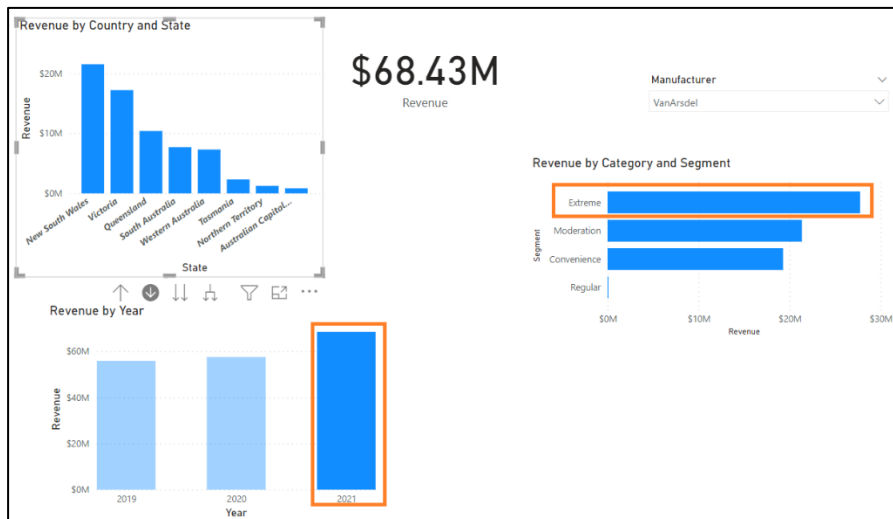 Revenue by Country and State
$20M
$10M
$0M
Revenue
New South Wales
Victoria
Queensland
South Australia
Western Australia
Tasmania
Northern Territory
Australian Capital...
State
$68.43M
Revenue
Manufacturer
VanArsdel
Revenue by Category and Segment
Segment
Extreme
Moderation
Convenience
Regular
$0M $10M $20M $30M
Revenue
Revenue by Year
Revenue
$60M
$40M
$20M
$0M
2019 2020 2021
Year